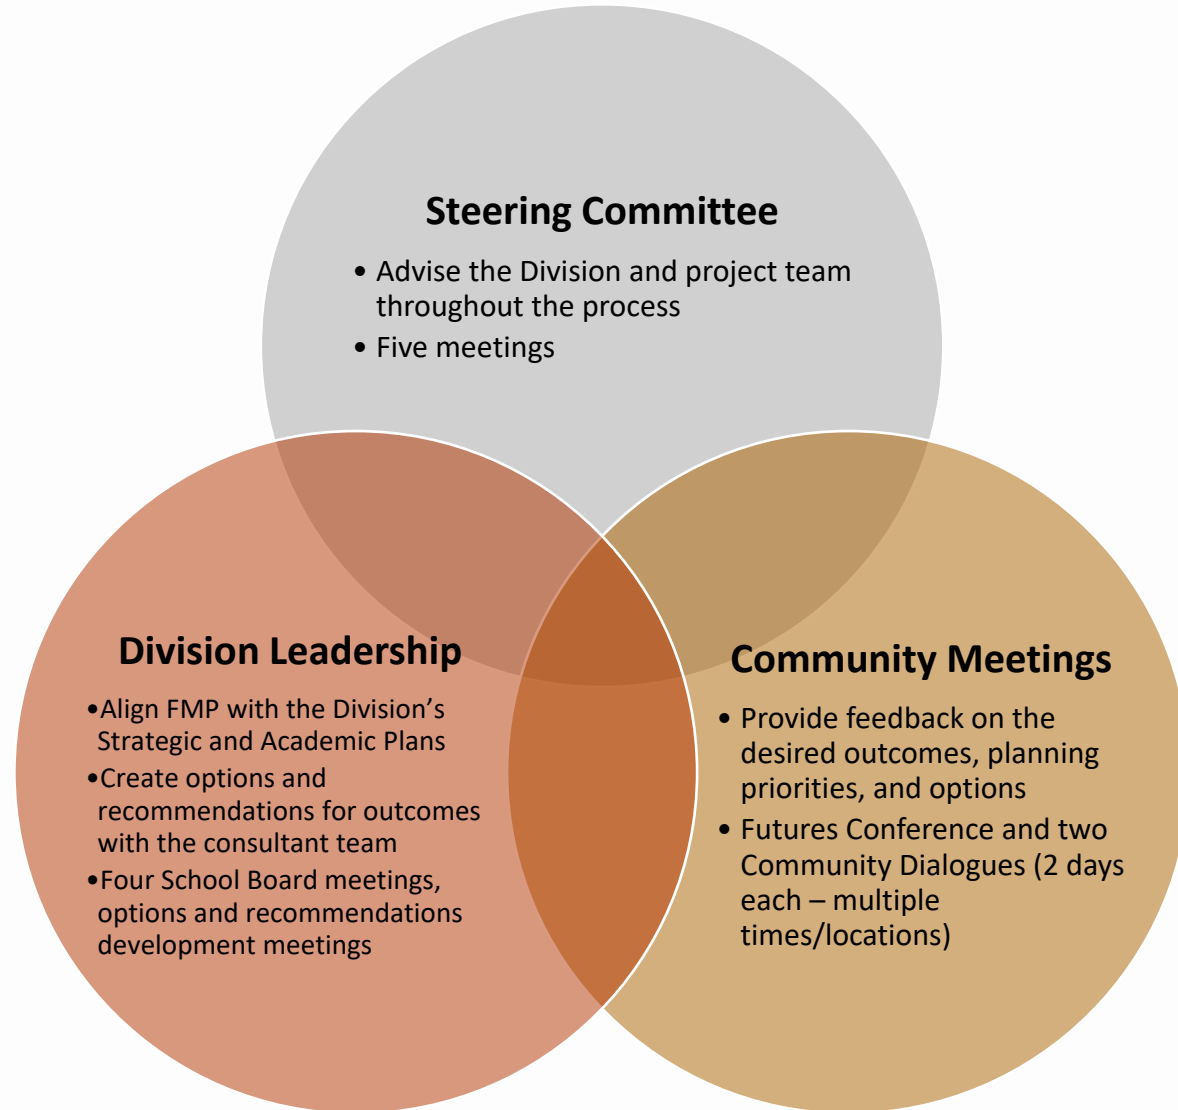 Steering Committee
• Advise the Division and project team
throughout the process
• Five meetings
Division Leadership
•Align FMP with the Division’s
Strategic and Academic Plans
•Create options and
recommendations for outcomes
with the consultant team
•Four School Board meetings,
options and recommendations
development meetings
Community Meetings
• Provide feedback on the
desired outcomes, planning
priorities, and options
• Futures Conference and two
Community Dialogues (2 days
each – multiple
times/locations)